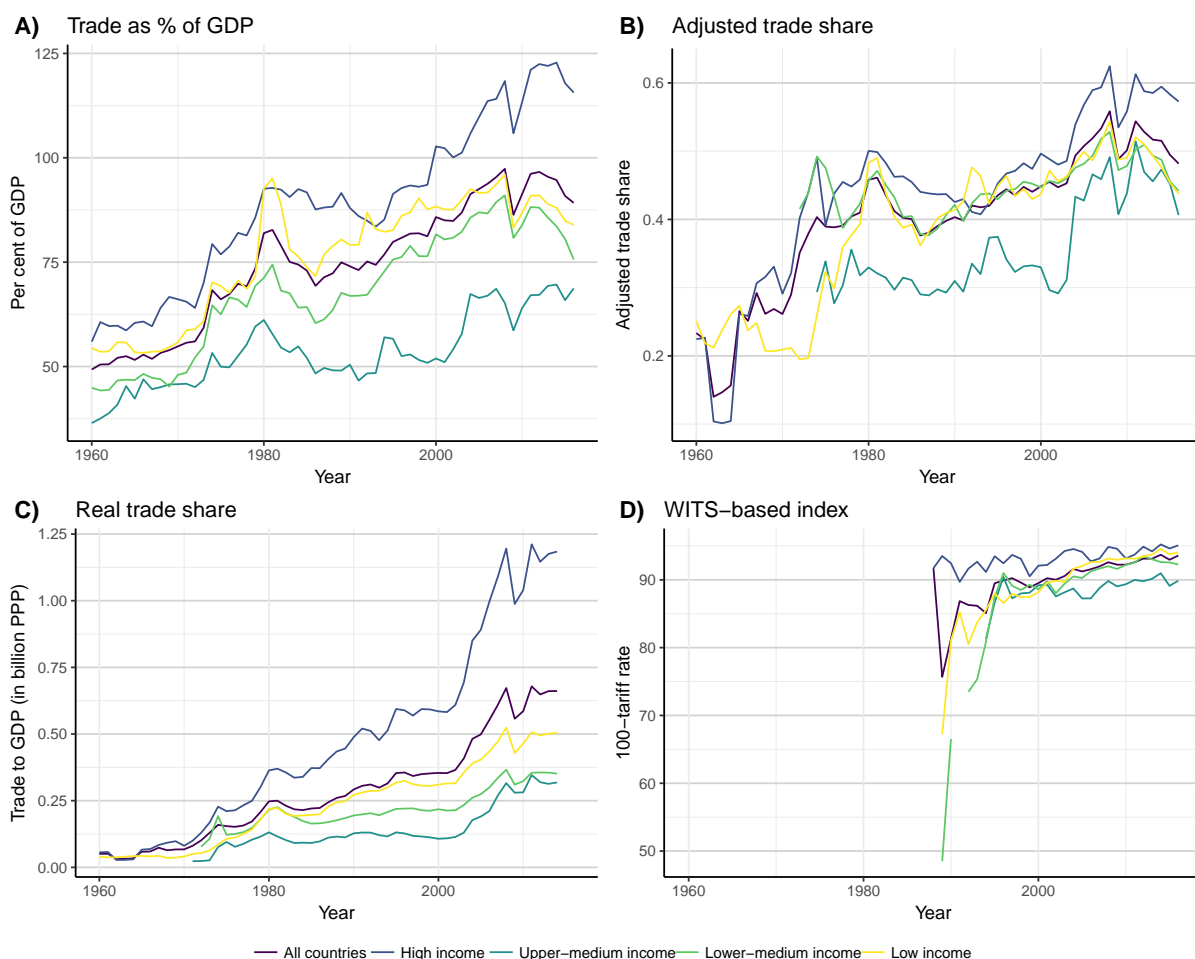 A) Trade as % of GDP
125
100
75
50
Per cent of GDP
1960 1980 2000
Year
B) Adjusted trade share
0.6
0.4
0.2
Adjusted trade share
1960 1980 2000
Year
C) Real trade share
1.25
1.00
0.75
0.50
0.25
0.00
Trade to GDP (in billion PPP)
1960 1980 2000
Year
D) WITS−based index
90
80
70
60
50
100−tariff rate
1960 1980 2000
Year
All countries High income Upper−medium income Lower−medium income Low income